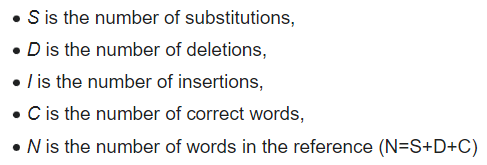 • S is the number of substitutions,
• D is the number of deletions,
• I is the number of insertions,
• C is the number of correct words,
• N is the number of words in the reference (N=S+D+C)